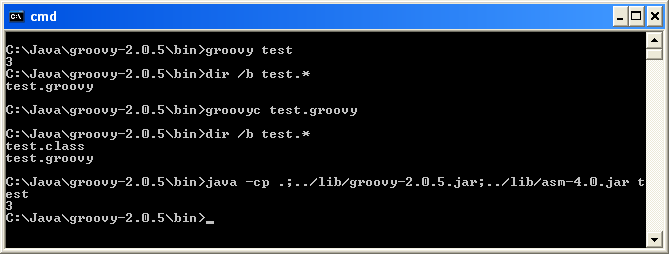 cmd
C:\Java\groovy-2.0.5\bin>groovy test
3
C:\Java\groovy-2.0.5\bin>dir /b test.*
test.groovy
C:\Java\groovy-2.0.5\bin>groovyc test.groovy
C:\Java\groovy-2.0.5\bin>dir /b test.*
test.class
test.groovy
C:\Java\groovy-2.0.5\bin>java -cp .;../lib/groovy-2.0.5.jar;../lib/asm-4.0.jar t
est
3
C:\Java\groovy-2.0.5\bin>_